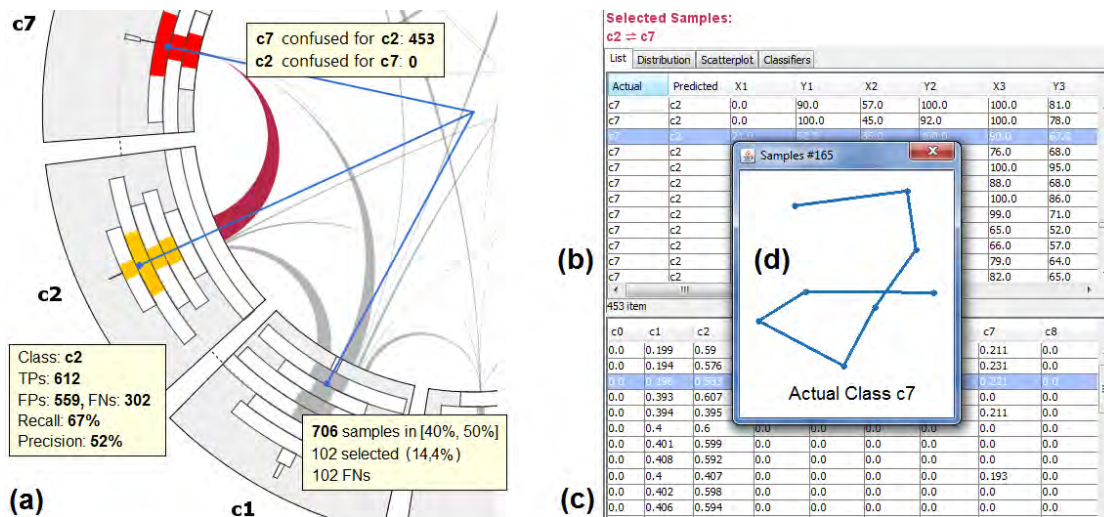 c7
c7 confused for c2: 453
c2 confused for c7: 0
c2
Class: c2
TPs: 612
FPs: 559, FNs: 302
Recall: 67%
Precision: 52%
706 samples in [40%, 50%]
102 selected (14,4%)
102 FNs
(a)
c1
Selected Samples:
c2 ⇌ c7
List Distribution Scatterplot Classifiers
Actual Predicted X1 Y1 X2 Y2 X3 Y3
c7 c2 0.0 90.0 57.0 100.0 100.0 81.0
c7 c2 0.0 100.0 45.0 92.0 100.0 78.0
c7 c2
c7 c2 76.0 68.0
c7 c2 100.0 95.0
c7 c2 88.0 68.0
c7 c2 100.0 86.0
c7 c2 99.0 71.0
c7 c2 65.0 52.0
c7 c2 66.0 57.0
c7 c2 79.0 64.0
c7 c2 82.0 65.0
(b)
Samples #165
(d)
Actual Class c7
453 item
c0 c1 c2 c7 c8
0.0 0.199 0.59 0.211 0.0
0.0 0.194 0.576 0.231 0.0
0.0 0.0
0.0 0.393 0.607 0.0 0.0
0.0 0.394 0.395 0.211 0.0
0.0 0.4 0.6 0.0 0.0 0.0 0.0 0.0 0.0
0.0 0.401 0.599 0.0 0.0 0.0 0.0 0.0 0.0
0.0 0.408 0.592 0.0 0.0 0.0 0.0 0.0 0.0
0.0 0.4 0.407 0.0 0.0 0.0 0.0 0.193 0.0
0.0 0.402 0.598 0.0 0.0 0.0 0.0 0.0 0.0
0.0 0.406 0.594 0.0 0.0 0.0 0.0 0.0 0.0
(c)